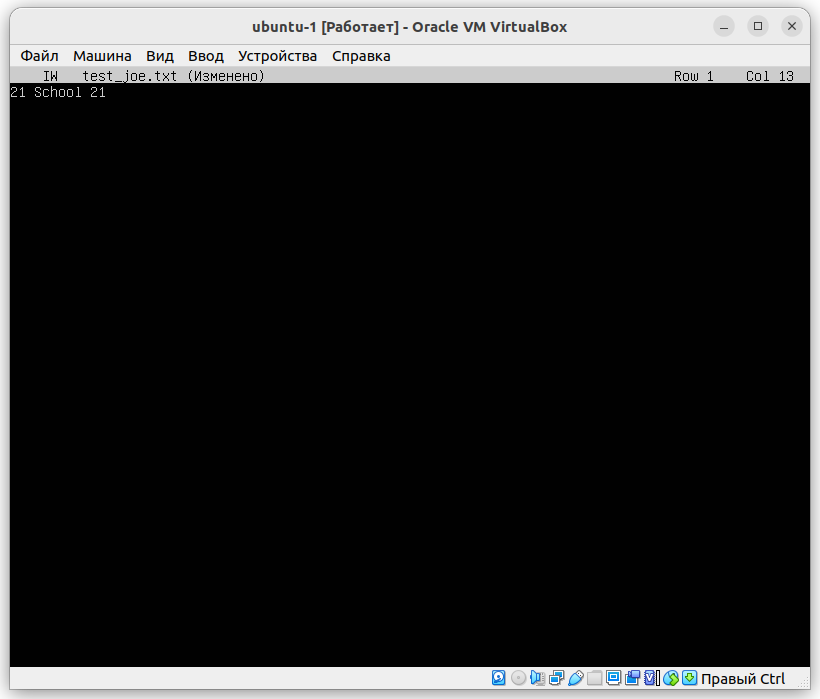 ubuntu-1 [Работает] - Oracle VM VirtualBox
Файл Машина Вид Ввод Устройства Справка
IW test_joe.txt (Изменено) Row 1 Col 13
21 School 21
Правый Ctrl